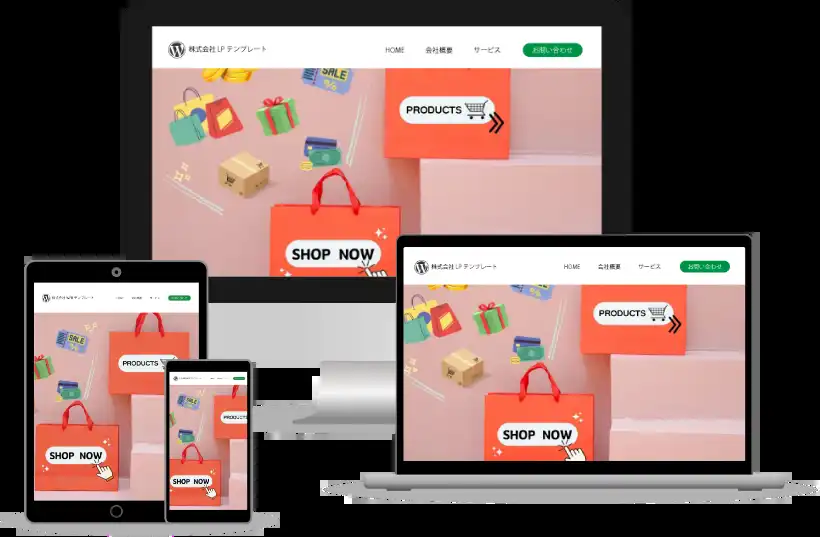 株式会社 LP テンプレート
HOME
会社概要
サービス
お問い合わせ
SALE
%
PRODUCTS
SHOP NOW
株式会社 LP テンプレート
HOME
会社概要
サービス
お問い合わせ
PRODUCTS
SHOP NOW
SALE
%
PRODUCTS
SHOP NOW
SALE
PRODUCTS
SHOP NOW